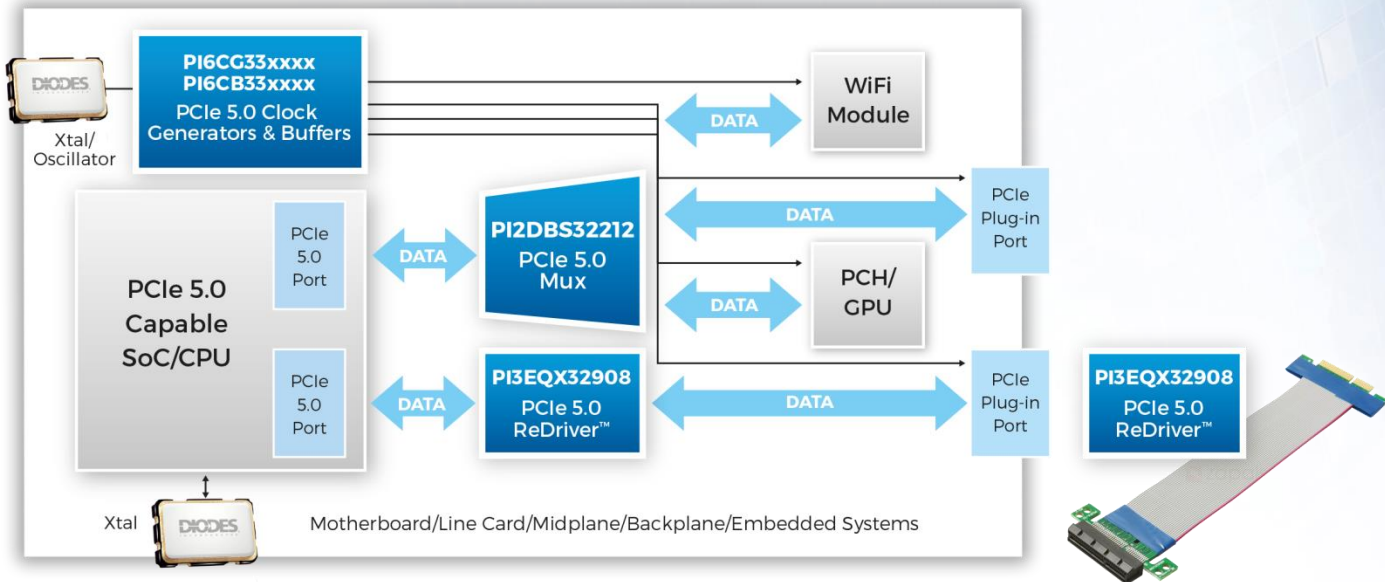 DIODES
INCORPORATED
Xtal/
Oscillator
PI6CG33xxxx
PI6CB33xxxx
PCIe 5.0 Clock
Generators & Buffers
WiFi
Module
DATA
PCIe 5.0
Capable
SoC/CPU
PCIe
5.0
Port
DATA
PI2DBS32212
PCIe 5.0
Mux
DATA
PCIe
Plug-in
Port
DATA
PCH/
GPU
PCIe
5.0
Port
DATA
PI3EQX32908
PCIe 5.0
ReDriver™
DATA
PCIe
Plug-in
Port
PI3EQX32908
PCIe 5.0
ReDriver™
Xtal
DIODES
INCORPORATED
Motherboard/Line Card/Midplane/Backplane/Embedded Systems